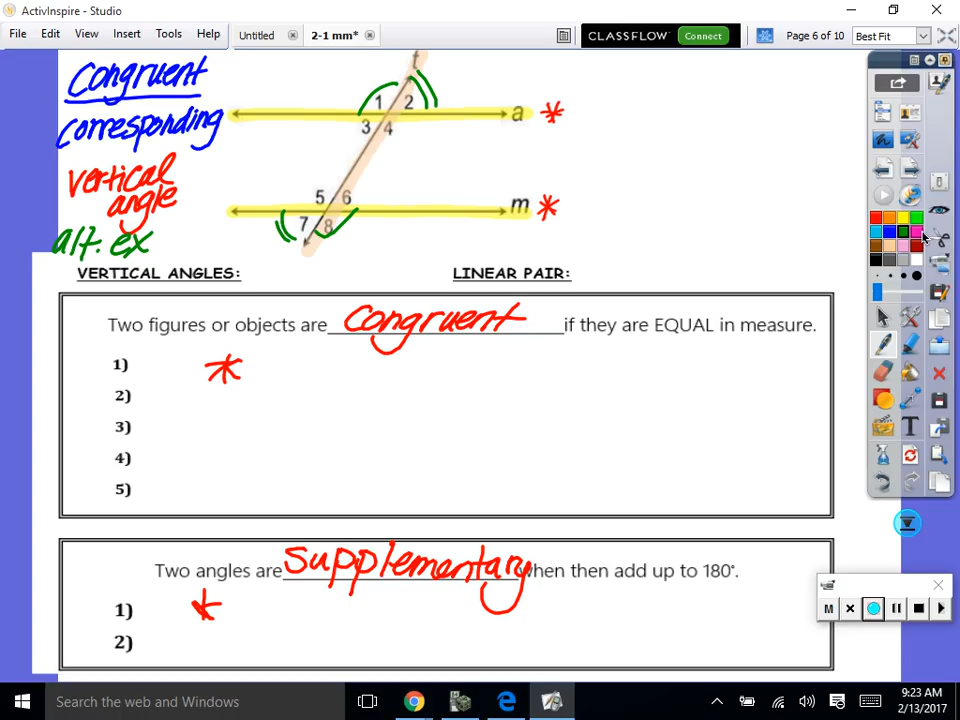 ActivInspire - Studio
File Edit View Insert Tools Help Untitled 2-1 mm* CLASSFLOW Connect Page 6 of 10 Best Fit
Congruent
corresponding
vertical
angle
alt. ex
t
1 2 a *
3 4
5 6 m *
7 8
VERTICAL ANGLES: LINEAR PAIR:
Two figures or objects are congruent if they are EQUAL in measure.
1) *
2)
3)
4)
5)
Two angles are supplementary when then add up to 180°.
1) *
2)
M
T
Search the web and Windows
9:23 AM
2/13/2017